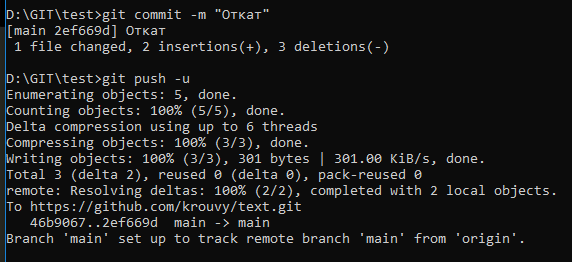 D:\GIT\test>git commit -m "Откат"
[main 2ef669d] Откат
 1 file changed, 2 insertions(+), 3 deletions(-)
D:\GIT\test>git push -u
Enumerating objects: 5, done.
Counting objects: 100% (5/5), done.
Delta compression using up to 6 threads
Compressing objects: 100% (3/3), done.
Writing objects: 100% (3/3), 301 bytes | 301.00 KiB/s, done.
Total 3 (delta 2), reused 0 (delta 0), pack-reused 0
remote: Resolving deltas: 100% (2/2), completed with 2 local objects.
To https://github.com/krouvy/text.git
   46b9067..2ef669d  main -> main
Branch 'main' set up to track remote branch 'main' from 'origin'.